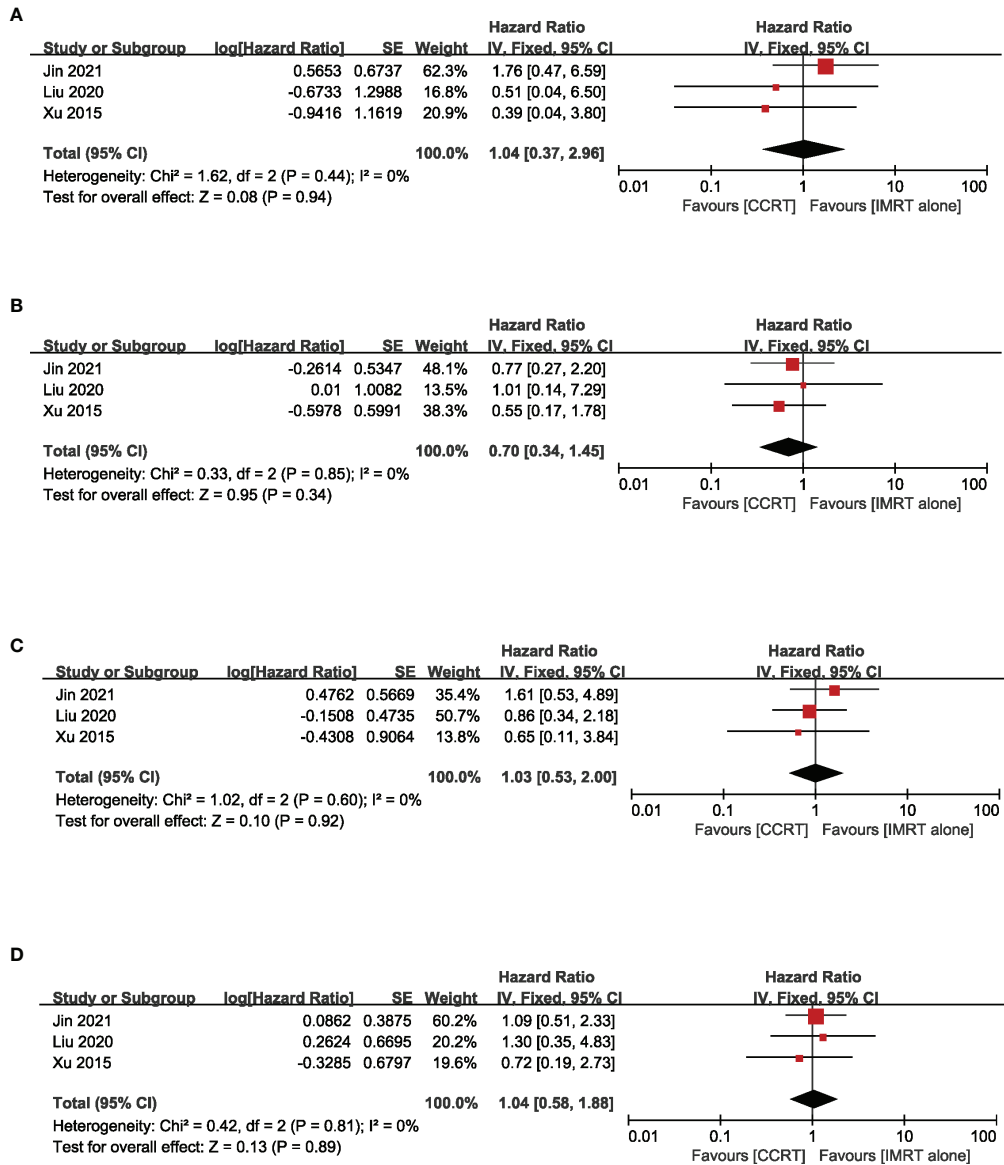 A
Hazard Ratio Hazard Ratio
Study or Subgroup log[Hazard Ratio] SE Weight IV, Fixed, 95% CI IV, Fixed, 95% CI
Jin 2021 0.5653 0.6737 62.3% 1.76 [0.47, 6.59]
Liu 2020 -0.6733 1.2988 16.8% 0.51 [0.04, 6.50]
Xu 2015 -0.9416 1.1619 20.9% 0.39 [0.04, 3.80]
Total (95% CI) 100.0% 1.04 [0.37, 2.96]
Heterogeneity: Chi² = 1.62, df = 2 (P = 0.44); I² = 0%
Test for overall effect: Z = 0.08 (P = 0.94)
0.01 0.1 1 10 100
Favours [CCRT] Favours [IMRT alone]
B
Hazard Ratio Hazard Ratio
Study or Subgroup log[Hazard Ratio] SE Weight IV, Fixed, 95% CI IV, Fixed, 95% CI
Jin 2021 -0.2614 0.5347 48.1% 0.77 [0.27, 2.20]
Liu 2020 0.01 1.0082 13.5% 1.01 [0.14, 7.29]
Xu 2015 -0.5978 0.5991 38.3% 0.55 [0.17, 1.78]
Total (95% CI) 100.0% 0.70 [0.34, 1.45]
Heterogeneity: Chi² = 0.33, df = 2 (P = 0.85); I² = 0%
Test for overall effect: Z = 0.95 (P = 0.34)
0.01 0.1 1 10 100
Favours [CCRT] Favours [IMRT alone]
C
Hazard Ratio Hazard Ratio
Study or Subgroup log[Hazard Ratio] SE Weight IV, Fixed, 95% CI IV, Fixed, 95% CI
Jin 2021 0.4762 0.5669 35.4% 1.61 [0.53, 4.89]
Liu 2020 -0.1508 0.4735 50.7% 0.86 [0.34, 2.18]
Xu 2015 -0.4308 0.9064 13.8% 0.65 [0.11, 3.84]
Total (95% CI) 100.0% 1.03 [0.53, 2.00]
Heterogeneity: Chi² = 1.02, df = 2 (P = 0.60); I² = 0%
Test for overall effect: Z = 0.10 (P = 0.92)
0.01 0.1 1 10 100
Favours [CCRT] Favours [IMRT alone]
D
Hazard Ratio Hazard Ratio
Study or Subgroup log[Hazard Ratio] SE Weight IV, Fixed, 95% CI IV, Fixed, 95% CI
Jin 2021 0.0862 0.3875 60.2% 1.09 [0.51, 2.33]
Liu 2020 0.2624 0.6695 20.2% 1.30 [0.35, 4.83]
Xu 2015 -0.3285 0.6797 19.6% 0.72 [0.19, 2.73]
Total (95% CI) 100.0% 1.04 [0.58, 1.88]
Heterogeneity: Chi² = 0.42, df = 2 (P = 0.81); I² = 0%
Test for overall effect: Z = 0.13 (P = 0.89)
0.01 0.1 1 10 100
Favours [CCRT] Favours [IMRT alone]